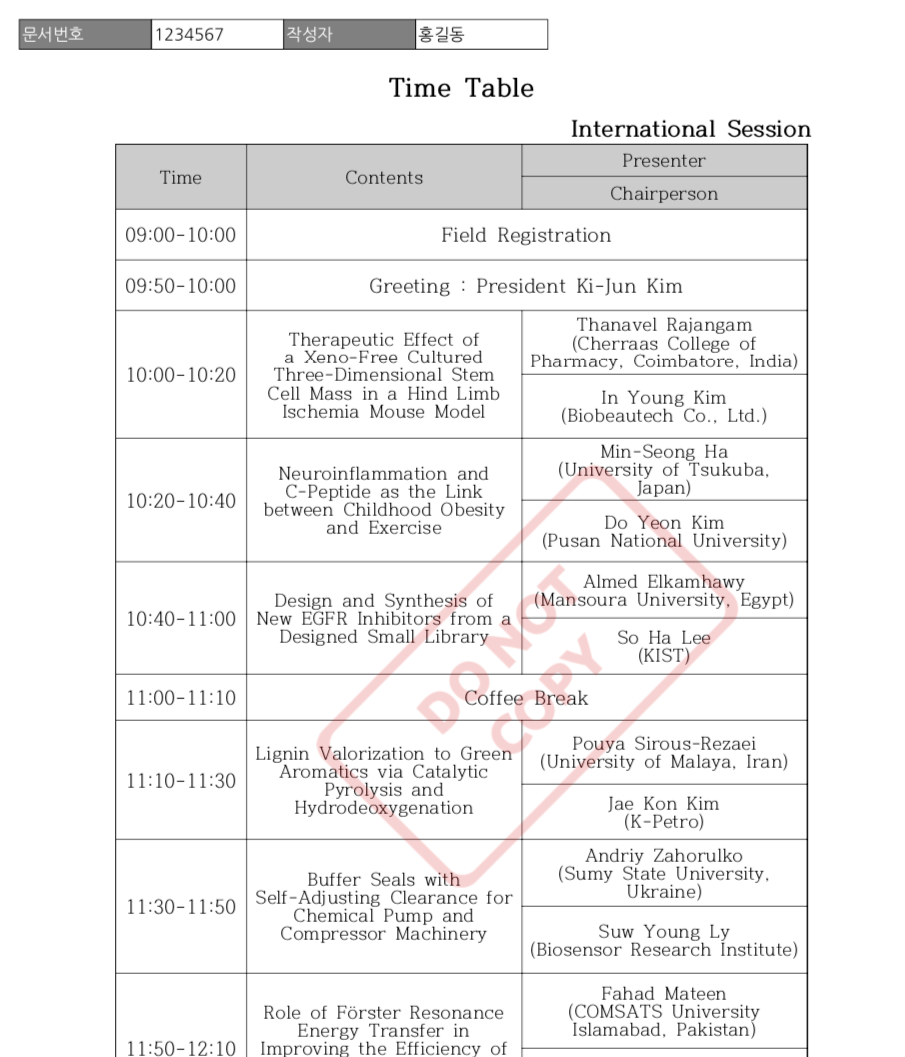 문서번호 1234567 작성자 홍길동
Time Table
International Session
Time Contents Presenter
Chairperson
09:00-10:00 Field Registration
09:50-10:00 Greeting : President Ki-Jun Kim
10:00-10:20
Therapeutic Effect of
a Xeno-Free Cultured
Three-Dimensional Stem
Cell Mass in a Hind Limb
Ischemia Mouse Model
Thanavel Rajangam
(Cherraas College of
Pharmacy, Coimbatore, India)
In Young Kim
(Biobeautech Co., Ltd.)
10:20-10:40
Neuroinflammation and
C-Peptide as the Link
between Childhood Obesity
and Exercise
Min-Seong Ha
(University of Tsukuba,
Japan)
Do Yeon Kim
(Pusan National University)
10:40-11:00
Design and Synthesis of
New EGFR Inhibitors from a
Designed Small Library
Almed Elkamhawy
(Mansoura University, Egypt)
So Ha Lee
(KIST)
11:00-11:10 Coffee Break
11:10-11:30
Lignin Valorization to Green
Aromatics via Catalytic
Pyrolysis and
Hydrodeoxygenation
Pouya Sirous-Rezaei
(University of Malaya, Iran)
Jae Kon Kim
(K-Petro)
11:30-11:50
Buffer Seals with
Self-Adjusting Clearance for
Chemical Pump and
Compressor Machinery
Andriy Zahorulko
(Sumy State University,
Ukraine)
Suw Young Ly
(Biosensor Research Institute)
11:50-12:10
Role of Förster Resonance
Energy Transfer in
Improving the Efficiency of
Fahad Mateen
(COMSATS University
Islamabad, Pakistan)
DO NOT
COPY